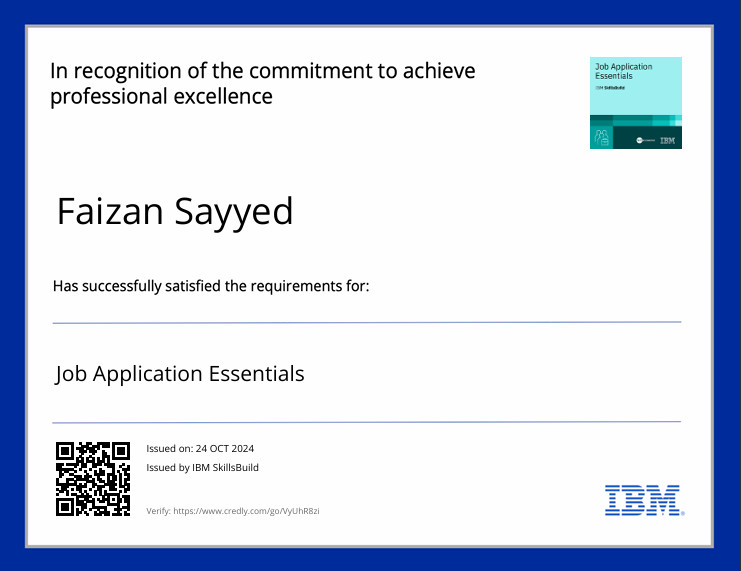 In recognition of the commitment to achieve
professional excellence
Job Application
Essentials
IBM SkillsBuild
IBM
Faizan Sayyed
Has successfully satisfied the requirements for:
Job Application Essentials
Issued on: 24 OCT 2024
Issued by IBM SkillsBuild
Verify: https://www.credly.com/go/VyUhR8zi
IBM®